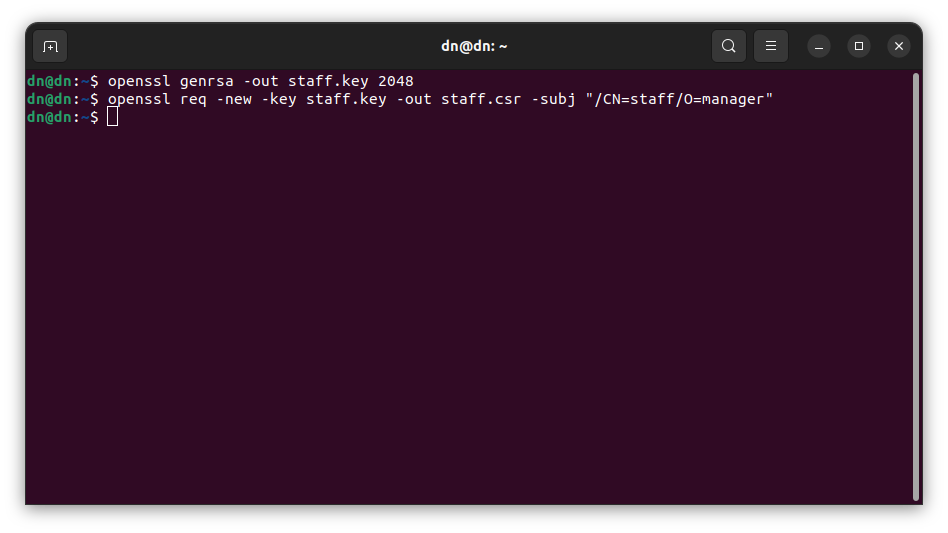 dn@dn: ~
dn@dn:~$ openssl genrsa -out staff.key 2048
dn@dn:~$ openssl req -new -key staff.key -out staff.csr -subj "/CN=staff/O=manager"
dn@dn:~$